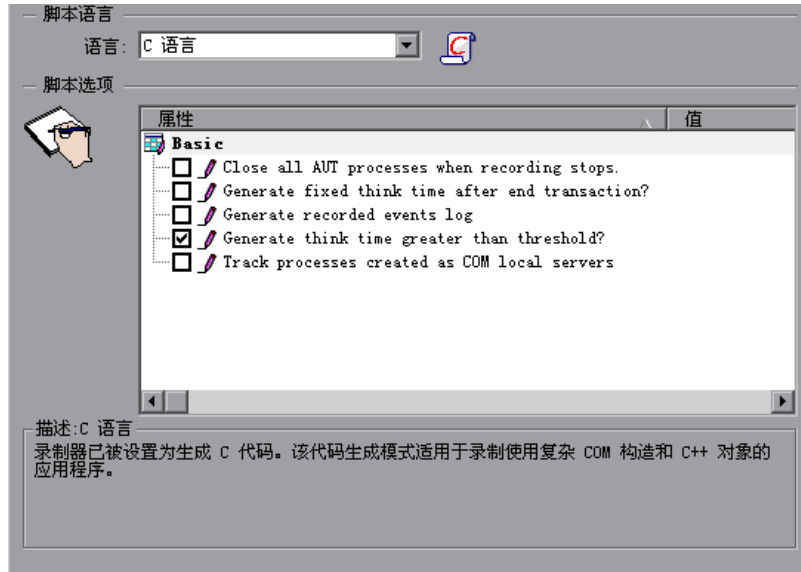 脚本语言
语言: C 语言
脚本选项
属性 值
Basic
Close all AUT processes when recording stops.
Generate fixed think time after end transaction?
Generate recorded events log
Generate think time greater than threshold?
Track processes created as COM local servers
描述:C 语言
录制器已被设置为生成 C 代码。该代码生成模式适用于录制使用复杂 COM 构造和 C++ 对象的
应用程序。